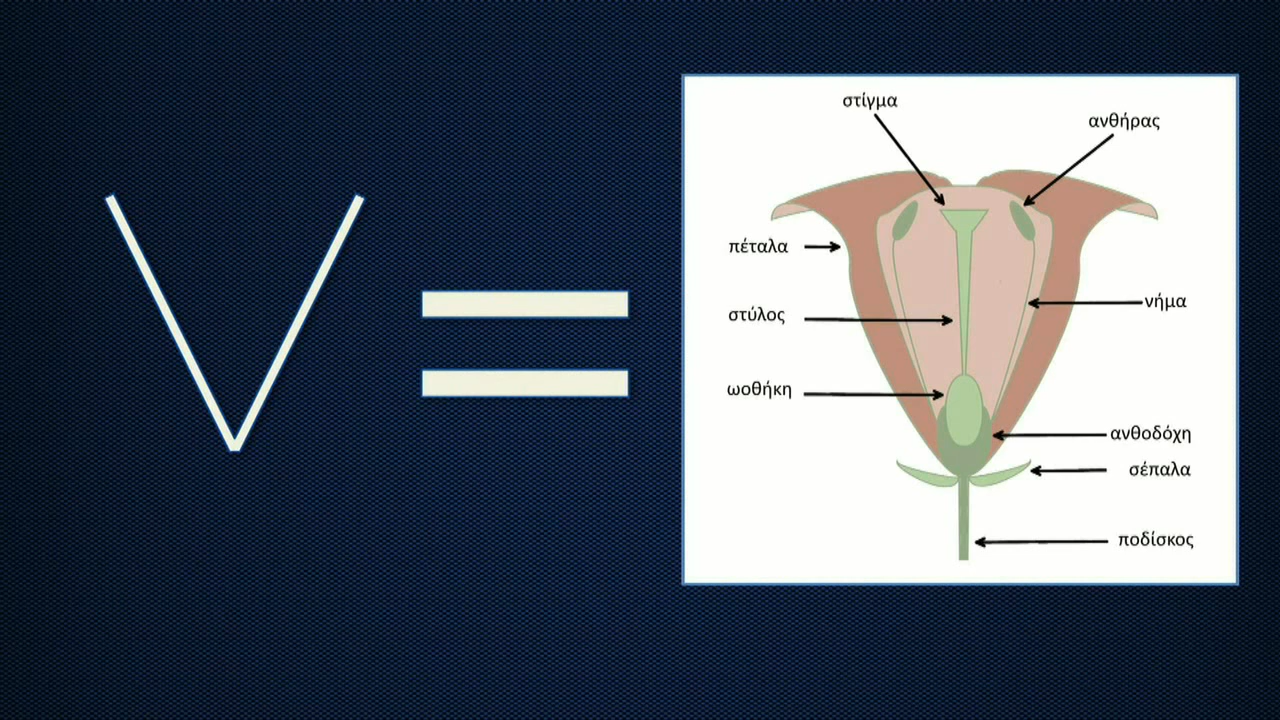 V
=
στίγμα
ανθήρας
πέταλα
στύλος
νήμα
ωοθήκη
ανθοδόχη
σέπαλα
ποδίσκος